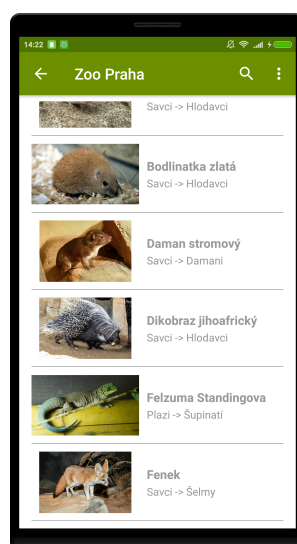 14:22
Zoo Praha
Savci -> Hlodavci
Bodlinatka zlatá
Savci -> Hlodavci
Daman stromový
Savci -> Damani
Dikobraz jihoafrický
Savci -> Hlodavci
Felzuma Standingova
Plazi -> Šupinatí
Fenek
Savci -> Šelmy